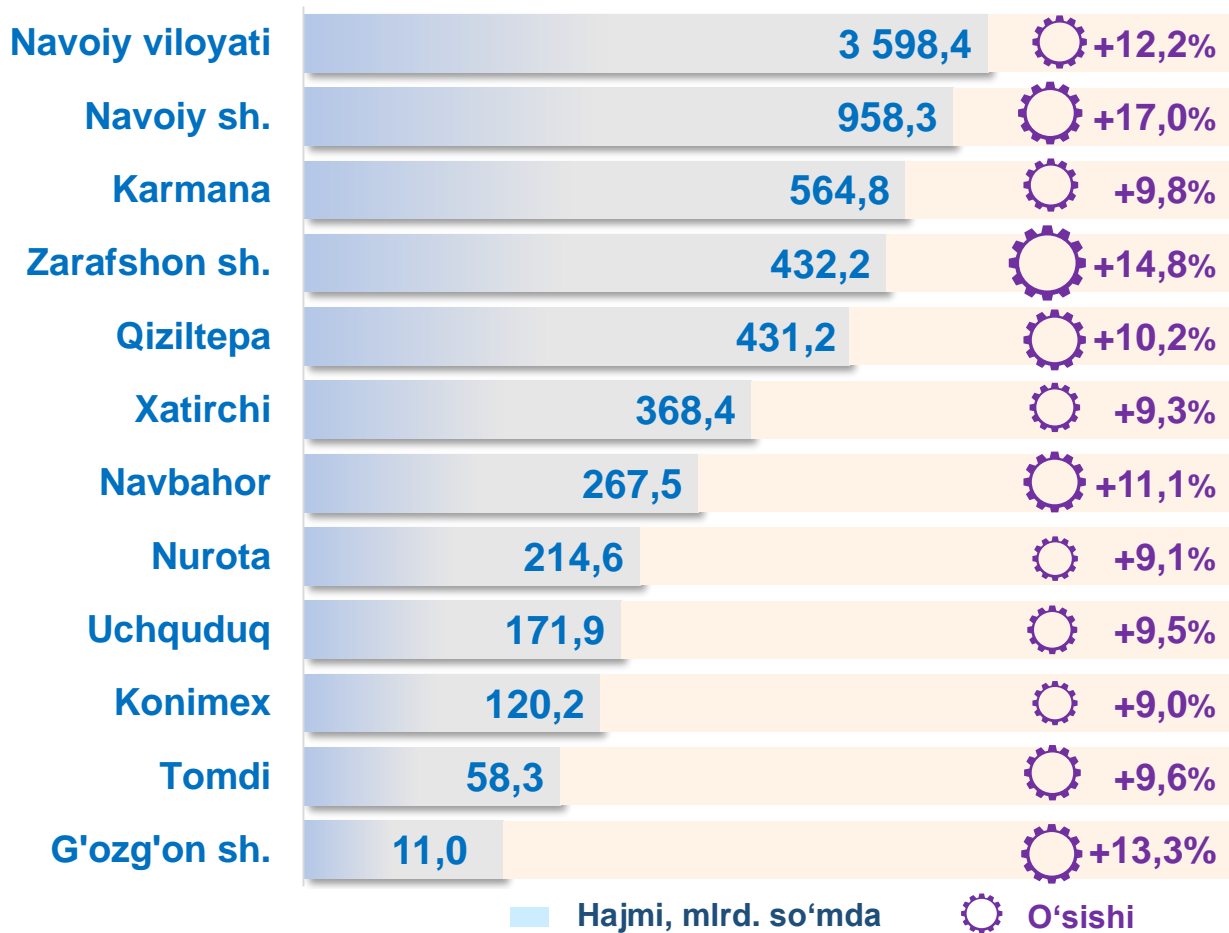 Navoiy viloyati 3 598,4 +12,2%
Navoiy sh. 958,3 +17,0%
Karmana 564,8 +9,8%
Zarafshon sh. 432,2 +14,8%
Qiziltepa 431,2 +10,2%
Xatirchi 368,4 +9,3%
Navbahor 267,5 +11,1%
Nurota 214,6 +9,1%
Uchquduq 171,9 +9,5%
Konimex 120,2 +9,0%
Tomdi 58,3 +9,6%
G'ozg'on sh. 11,0 +13,3%
Hajmi, mlrd. so‘mda O‘sishi